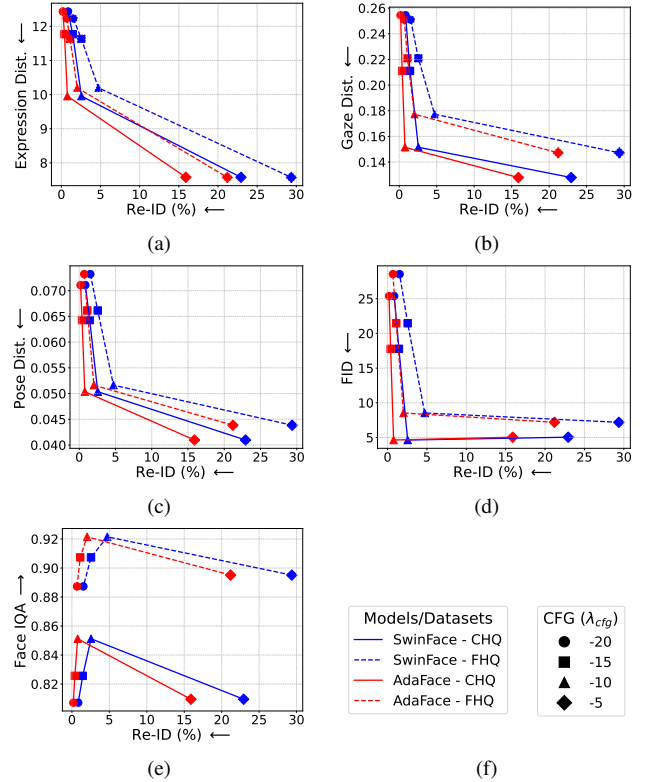 12
11
10
9
8
Expression Dist. ←
0 5 10 15 20 25 30
Re-ID (%) ←
(a)
0.26
0.24
0.22
0.20
0.18
0.16
0.14
Gaze Dist. ←
0 5 10 15 20 25 30
Re-ID (%) ←
(b)
0.070
0.065
0.060
0.055
0.050
0.045
0.040
Pose Dist. ←
0 5 10 15 20 25 30
Re-ID (%) ←
(c)
25
20
15
10
5
FID ←
0 5 10 15 20 25 30
Re-ID (%) ←
(d)
0.92
0.90
0.88
0.86
0.84
0.82
Face IQA →
0 5 10 15 20 25 30
Re-ID (%) ←
(e)
Models/Datasets
SwinFace - CHQ
SwinFace - FHQ
AdaFace - CHQ
AdaFace - FHQ
CFG (λcfg)
-20
-15
-10
-5
(f)